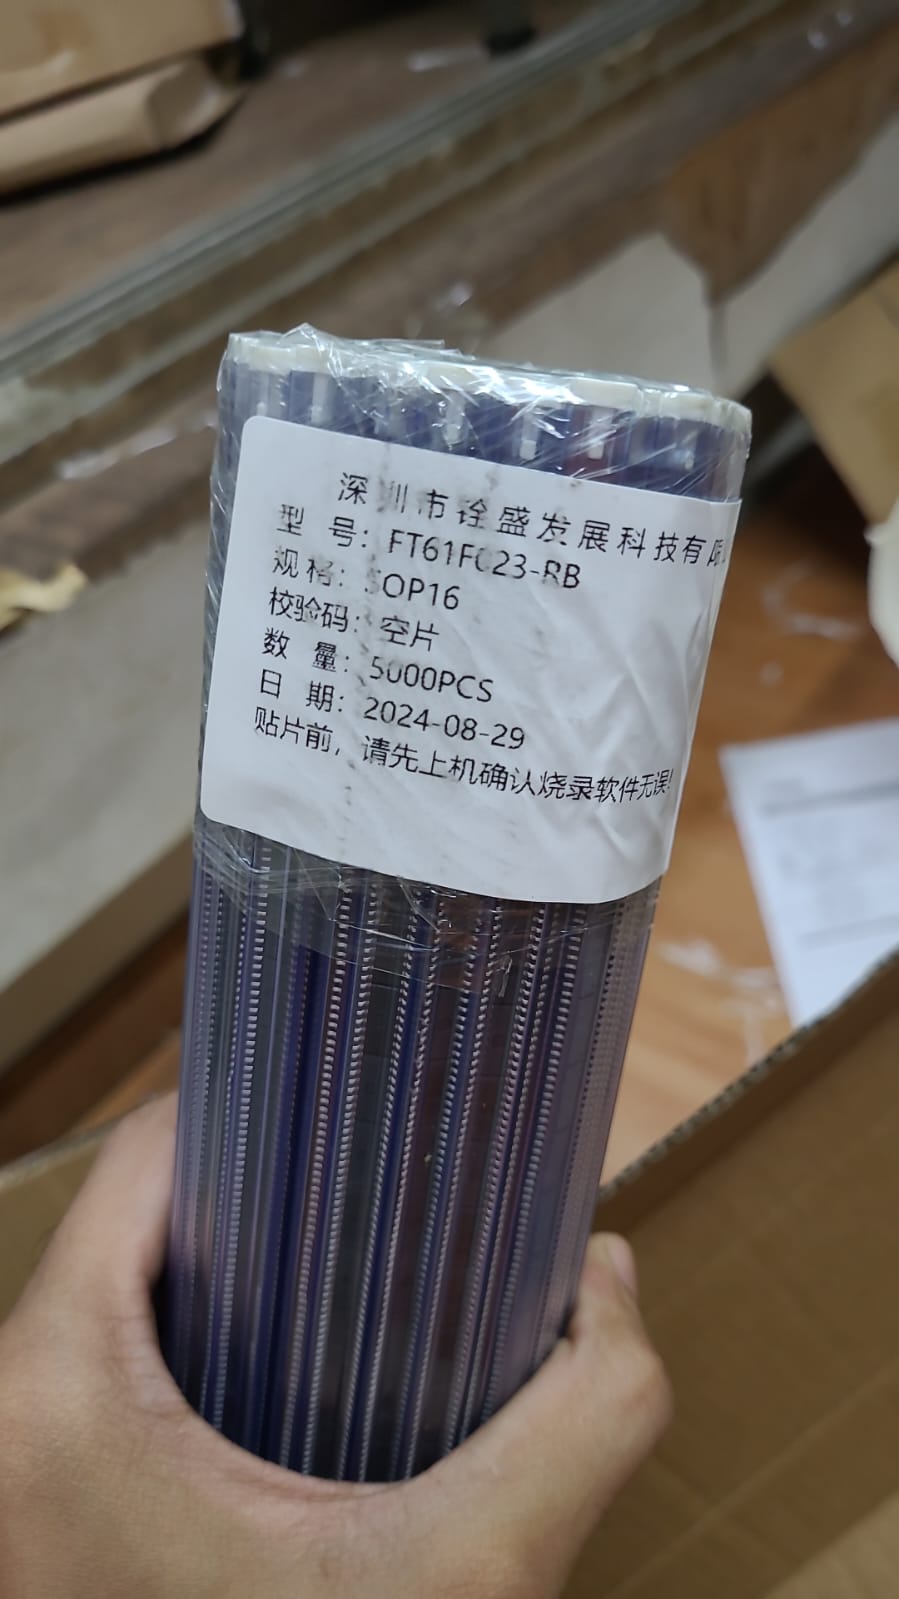 深圳市诠盛发展科技有限
型 号：FT61F023-RB
规 格：SOP16
校验码：空片
数 量：5000PCS
日 期：2024-08-29
贴片前，请先上机确认烧录软件无误！